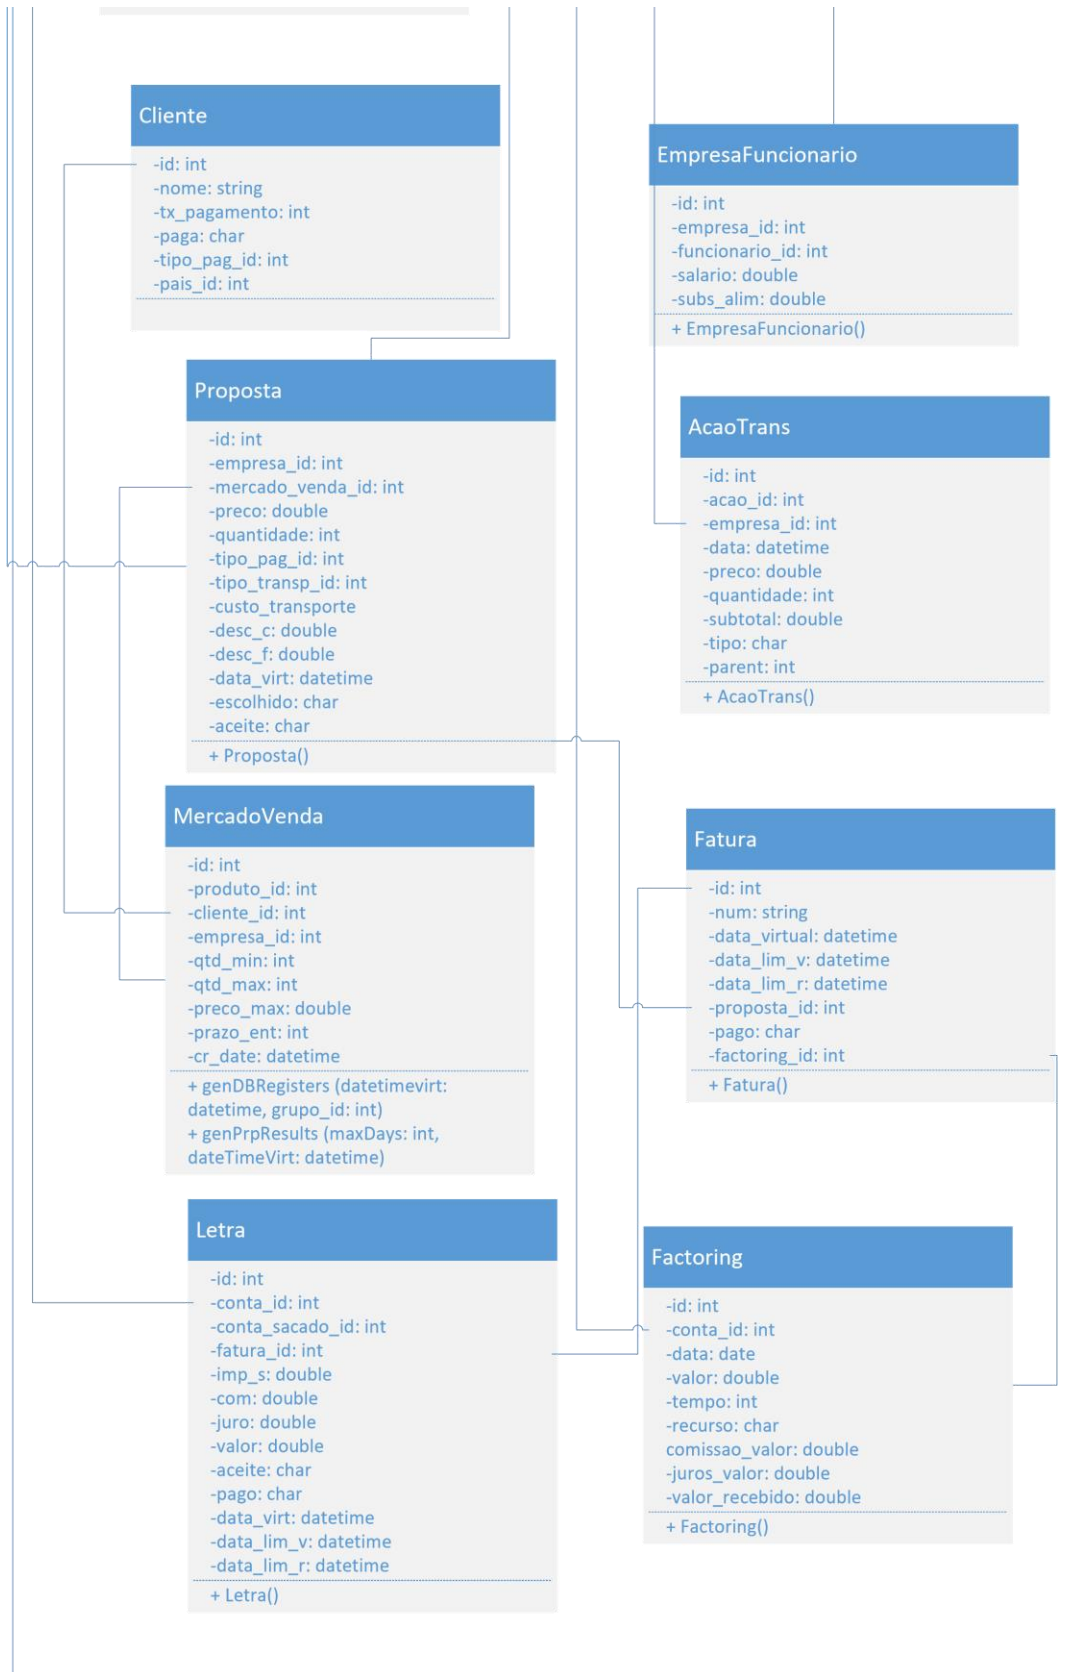 Cliente
-id: int
-nome: string
-tx_pagamento: int
-paga: char
-tipo_pag_id: int
-pais_id: int
EmpresaFuncionario
-id: int
-empresa_id: int
-funcionario_id: int
-salario: double
-subs_alim: double
+ EmpresaFuncionario()
Proposta
-id: int
-empresa_id: int
-mercado_venda_id: int
-preco: double
-quantidade: int
-tipo_pag_id: int
-tipo_transp_id: int
-custo_transporte
-desc_c: double
-desc_f: double
-data_virt: datetime
-escolhido: char
-aceite: char
+ Proposta()
AcaoTrans
-id: int
-acao_id: int
-empresa_id: int
-data: datetime
-preco: double
-quantidade: int
-subtotal: double
-tipo: char
-parent: int
+ AcaoTrans()
MercadoVenda
-id: int
-produto_id: int
-cliente_id: int
-empresa_id: int
-qtd_min: int
-qtd_max: int
-preco_max: double
-prazo_ent: int
-cr_date: datetime
+ genDBRegisters (datetimevirt:
datetime, grupo_id: int)
+ genPrpResults (maxDays: int,
dateTimeVirt: datetime)
Fatura
-id: int
-num: string
-data_virtual: datetime
-data_lim_v: datetime
-data_lim_r: datetime
-proposta_id: int
-pago: char
-factoring_id: int
+ Fatura()
Letra
-id: int
-conta_id: int
-conta_sacado_id: int
-fatura_id: int
-imp_s: double
-com: double
-juro: double
-valor: double
-aceite: char
-pago: char
-data_virt: datetime
-data_lim_v: datetime
-data_lim_r: datetime
+ Letra()
Factoring
-id: int
-conta_id: int
-data: date
-valor: double
-tempo: int
-recurso: char
comissao_valor: double
-juros_valor: double
-valor_recebido: double
+ Factoring()